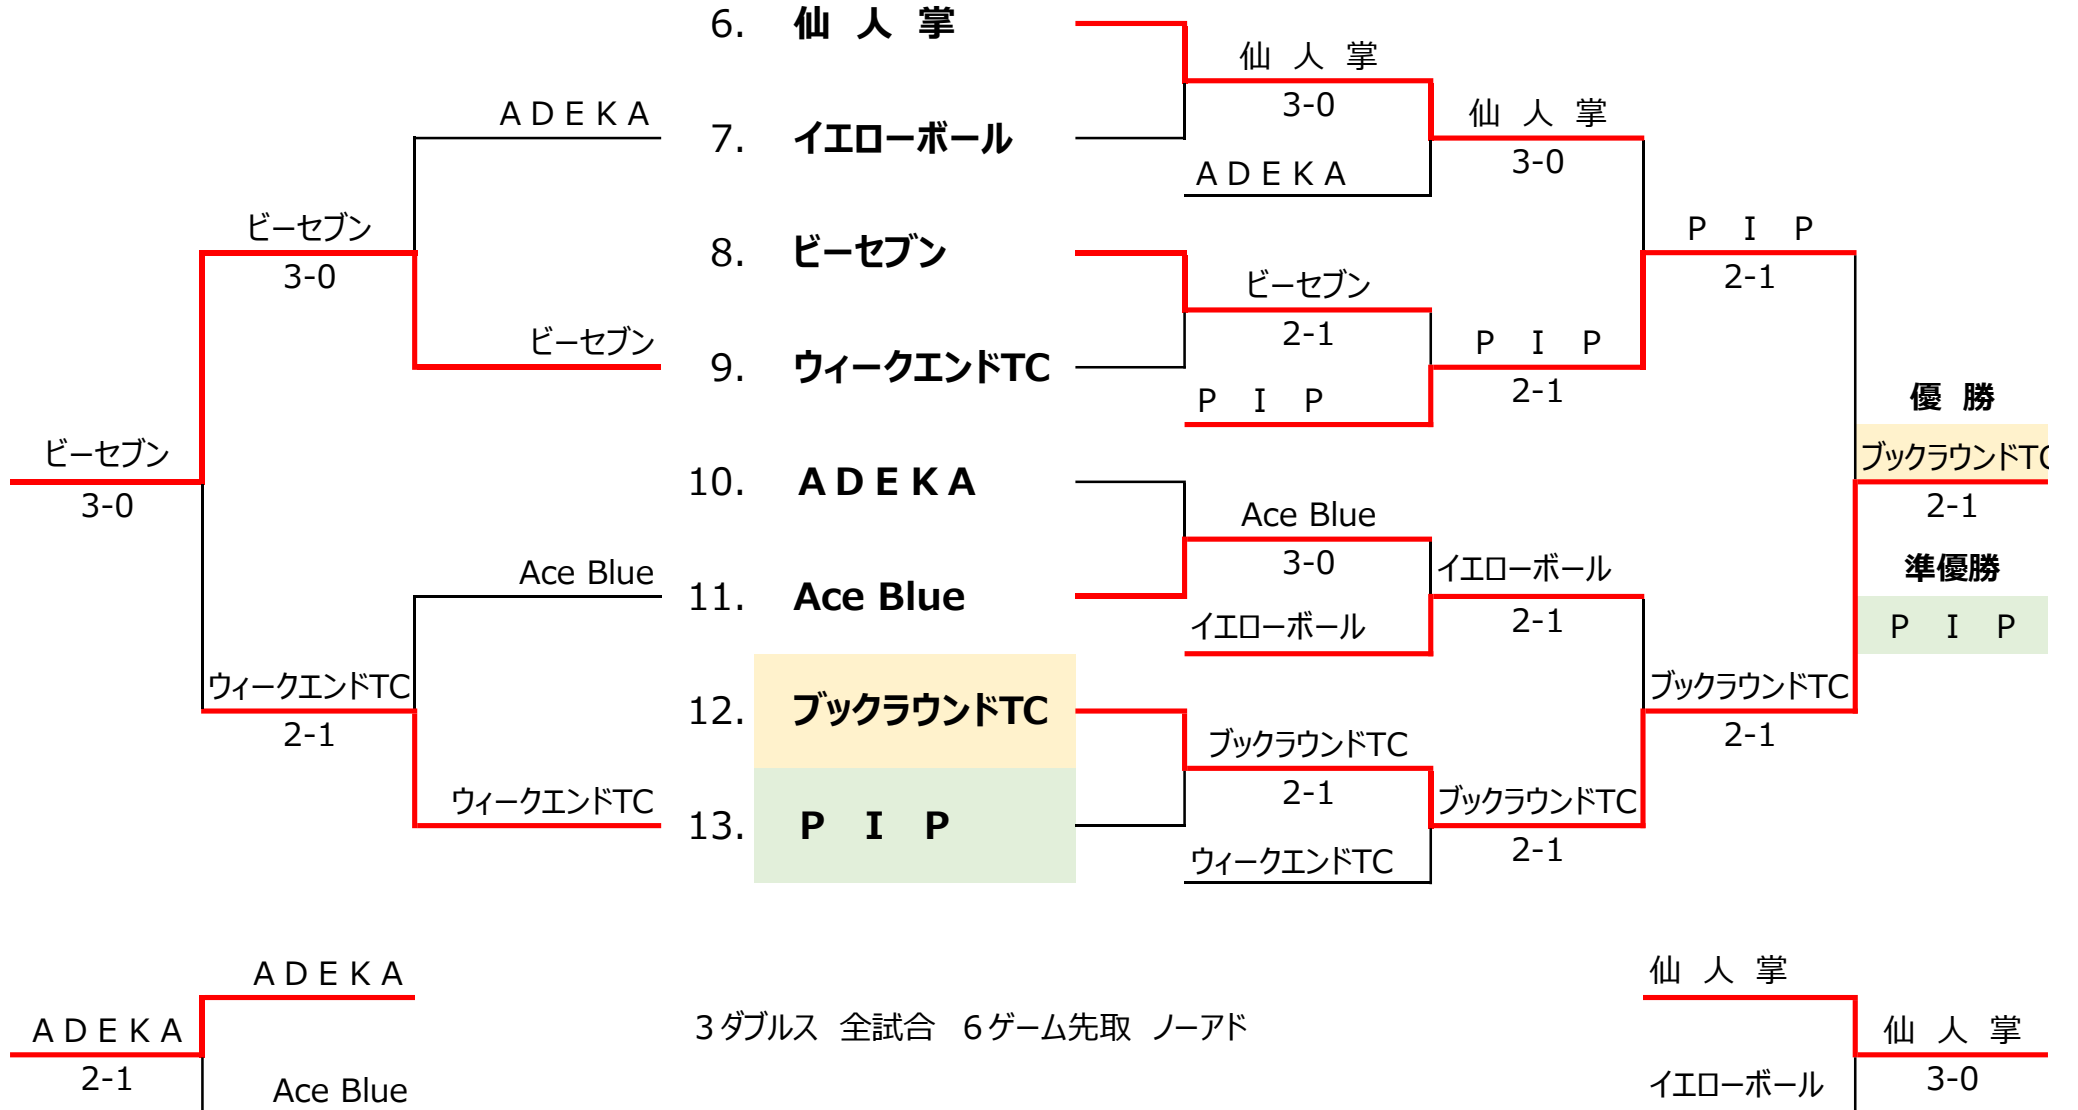 6. 仙 人 掌
仙 人 掌
3-0
ＡＤＥＫＡ
7. イエローボール
仙 人 掌
3-0
ＡＤＥＫＡ
ビーセブン
3-0
8. ビーセブン
Ｐ Ｉ Ｐ
2-1
ビーセブン
2-1
ビーセブン
9. ウィークエンドTC
Ｐ Ｉ Ｐ
2-1
Ｐ Ｉ Ｐ
優 勝
ビーセブン
3-0
10. ＡＤＥＫＡ
ブックラウンドTC
2-1
Ace Blue
3-0
準優勝
Ace Blue
11. Ace Blue
イエローボール
2-1
イエローボール
Ｐ Ｉ Ｐ
ウィークエンドTC
2-1
12. ブックラウンドTC
ブックラウンドTC
2-1
ブックラウンドTC
2-1
ウィークエンドTC
13. Ｐ Ｉ Ｐ
ブックラウンドTC
2-1
ウィークエンドTC
ＡＤＥＫＡ
仙 人 掌
ＡＤＥＫＡ
2-1
３ダブルス 全試合 ６ゲーム先取 ノーアド
仙 人 掌
3-0
Ace Blue
イエローボール